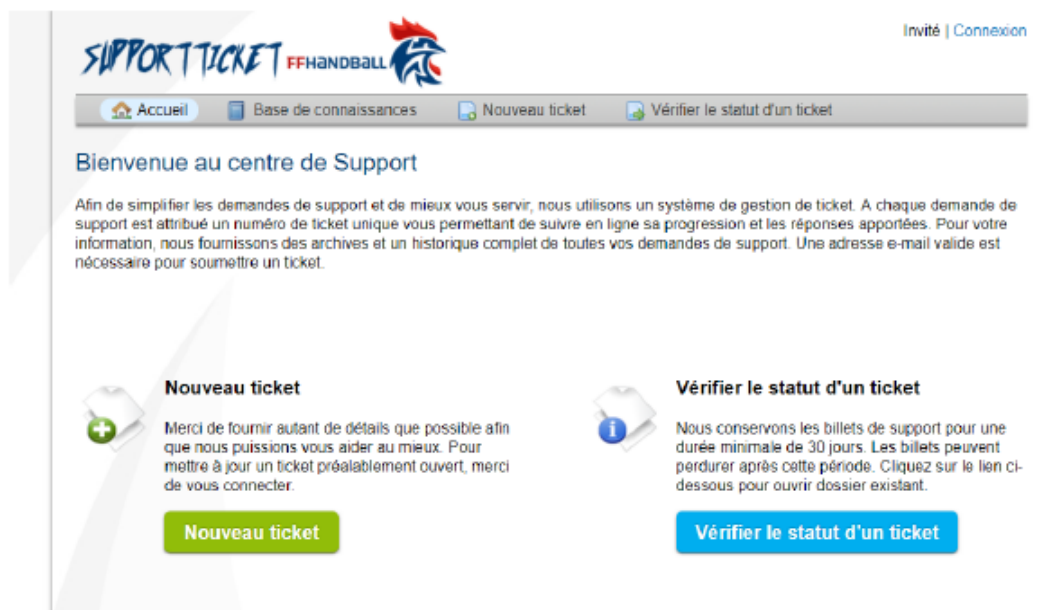 Invité | Connexion
SUPPORT TICKET FFHANDBALL
Accueil Base de connaissances Nouveau ticket Vérifier le statut d'un ticket
Bienvenue au centre de Support
Afin de simplifier les demandes de support et de mieux vous servir, nous utilisons un système de gestion de ticket. A chaque demande de
support est attribué un numéro de ticket unique vous permettant de suivre en ligne sa progression et les réponses apportées. Pour votre
information, nous fournissons des archives et un historique complet de toutes vos demandes de support. Une adresse e-mail valide est
nécessaire pour soumettre un ticket.
Nouveau ticket
Merci de fournir autant de détails que possible afin
que nous puissions vous aider au mieux. Pour
mettre à jour un ticket préalablement ouvert, merci
de vous connecter.
Nouveau ticket
Vérifier le statut d'un ticket
Nous conservons les billets de support pour une
durée minimale de 30 jours. Les billets peuvent
perdurer après cette période. Cliquez sur le lien ci-
dessous pour ouvrir dossier existant.
Vérifier le statut d'un ticket